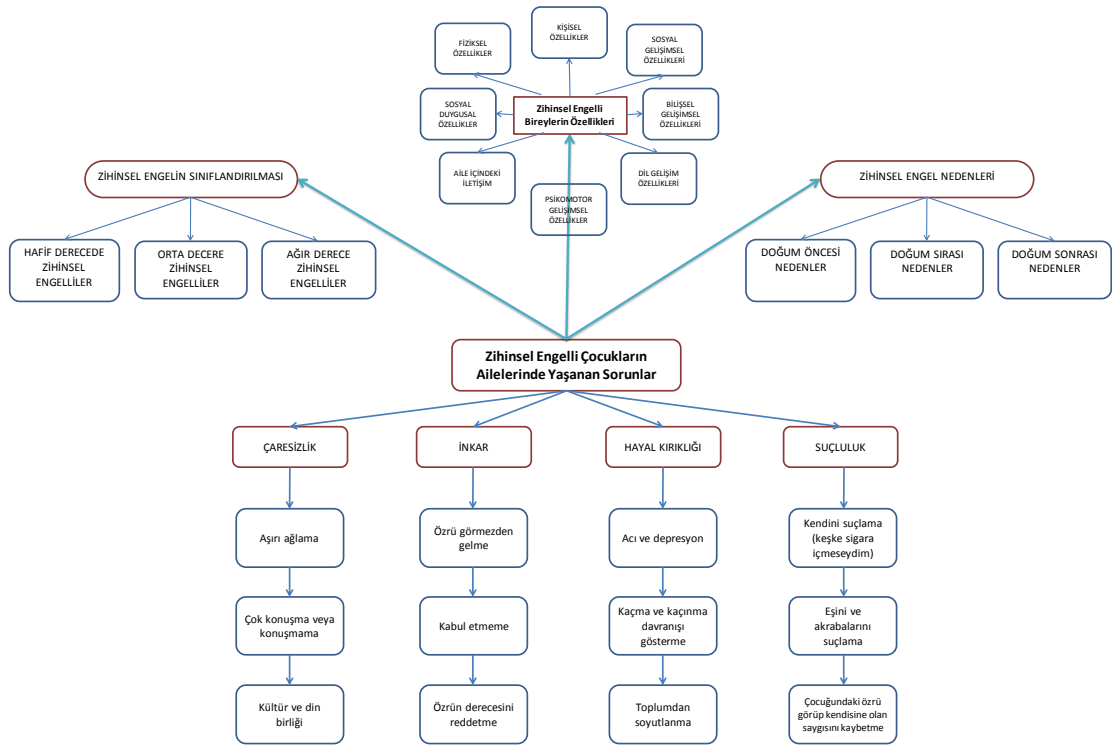 KİŞİSEL
ÖZELLİKLER
FİZİKSEL
ÖZELLİKLER
SOSYAL
GELİŞİMSEL
ÖZELLİKLERİ
SOSYAL
DUYGUSAL
ÖZELLİKLER
Zihinsel Engelli
Bireylerin Özellikleri
BİLİŞSEL
GELİŞİMSEL
ÖZELLİKLERİ
AİLE İÇİNDEKİ
İLETİŞİM
DİL GELİŞİM
ÖZELLİKLERİ
PSİKOMOTOR
GELİŞİMSEL
ÖZELLİKLER
ZİHİNSEL ENGELİN SINIFLANDIRILMASI
ZİHİNSEL ENGEL NEDENLERİ
HAFİF DERECEDE
ZİHİNSEL
ENGELLİLER
ORTA DECERE
ZİHİNSEL
ENGELLİLER
AĞIR DERECE
ZİHİNSEL
ENGELLİLER
DOĞUM ÖNCESİ
NEDENLER
DOĞUM SIRASI
NEDENLER
DOĞUM SONRASI
NEDENLER
Zihinsel Engelli Çocukların
Ailelerinde Yaşanan Sorunlar
ÇARESİZLİK
İNKAR
HAYAL KIRIKLIĞI
SUÇLULUK
Aşırı ağlama
Özrü görmezden
gelme
Acı ve depresyon
Kendini suçlama
(keşke sigara
içmeseydim)
Çok konuşma veya
konuşmama
Kabul etmeme
Kaçma ve kaçınma
davranışı
gösterme
Eşini ve
akrabalarını
suçlama
Kültür ve din
birliği
Özrün derecesini
reddetme
Toplumdan
soyutlanma
Çocuğundaki özrü
görüp kendisine olan
saygısını kaybetme